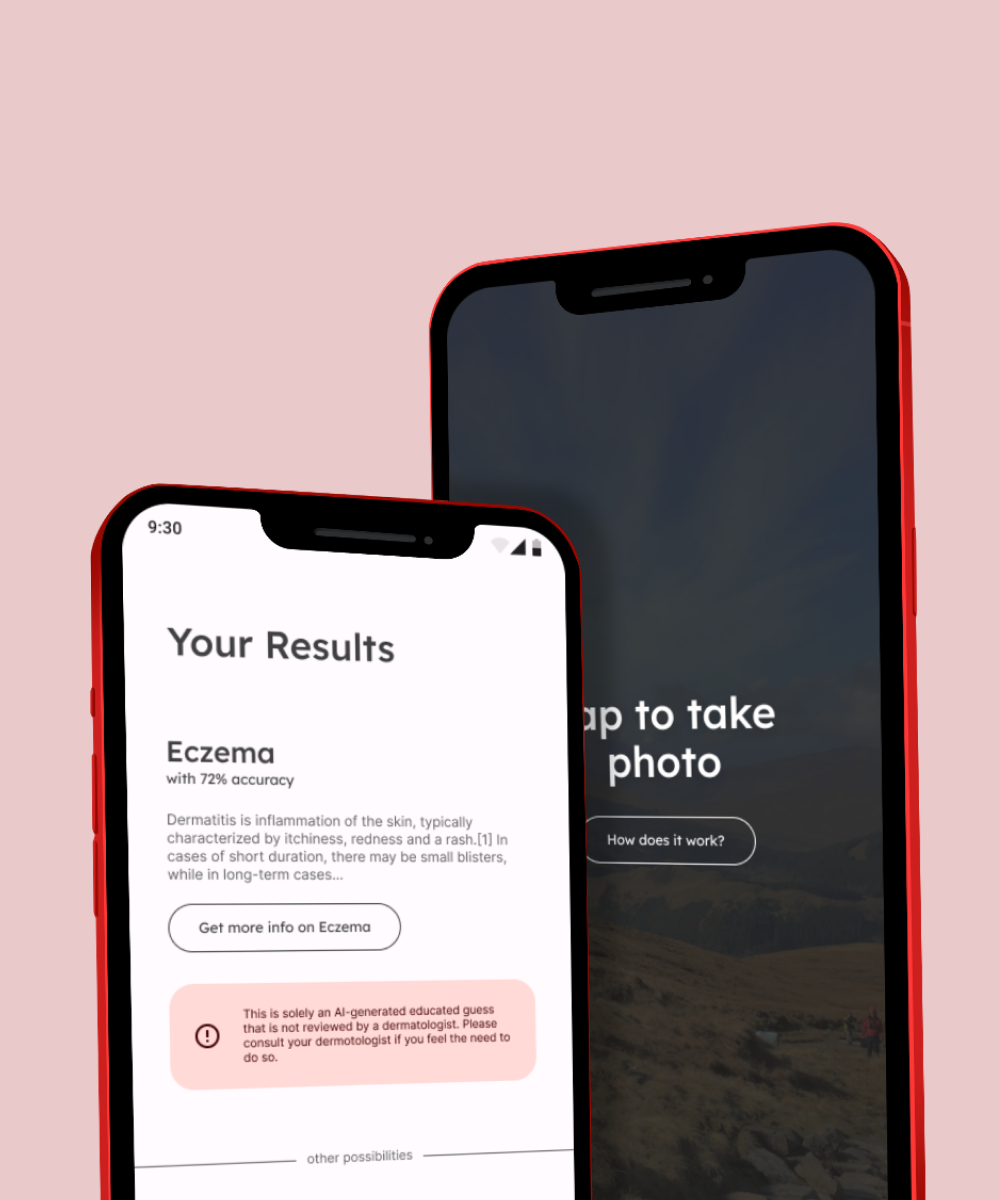 9:30
Your Results
Eczema
with 72% accuracy
Dermatitis is inflammation of the skin, typically
characterized by itchiness, redness and a rash.[1] In
cases of short duration, there may be small blisters,
while in long-term cases...
Get more info on Eczema
This is solely an AI-generated educated guess
that is not reviewed by a dermatologist. Please
consult your dermotologist if you feel the need to
do so.
other possibilities
ap to take
photo
How does it work?